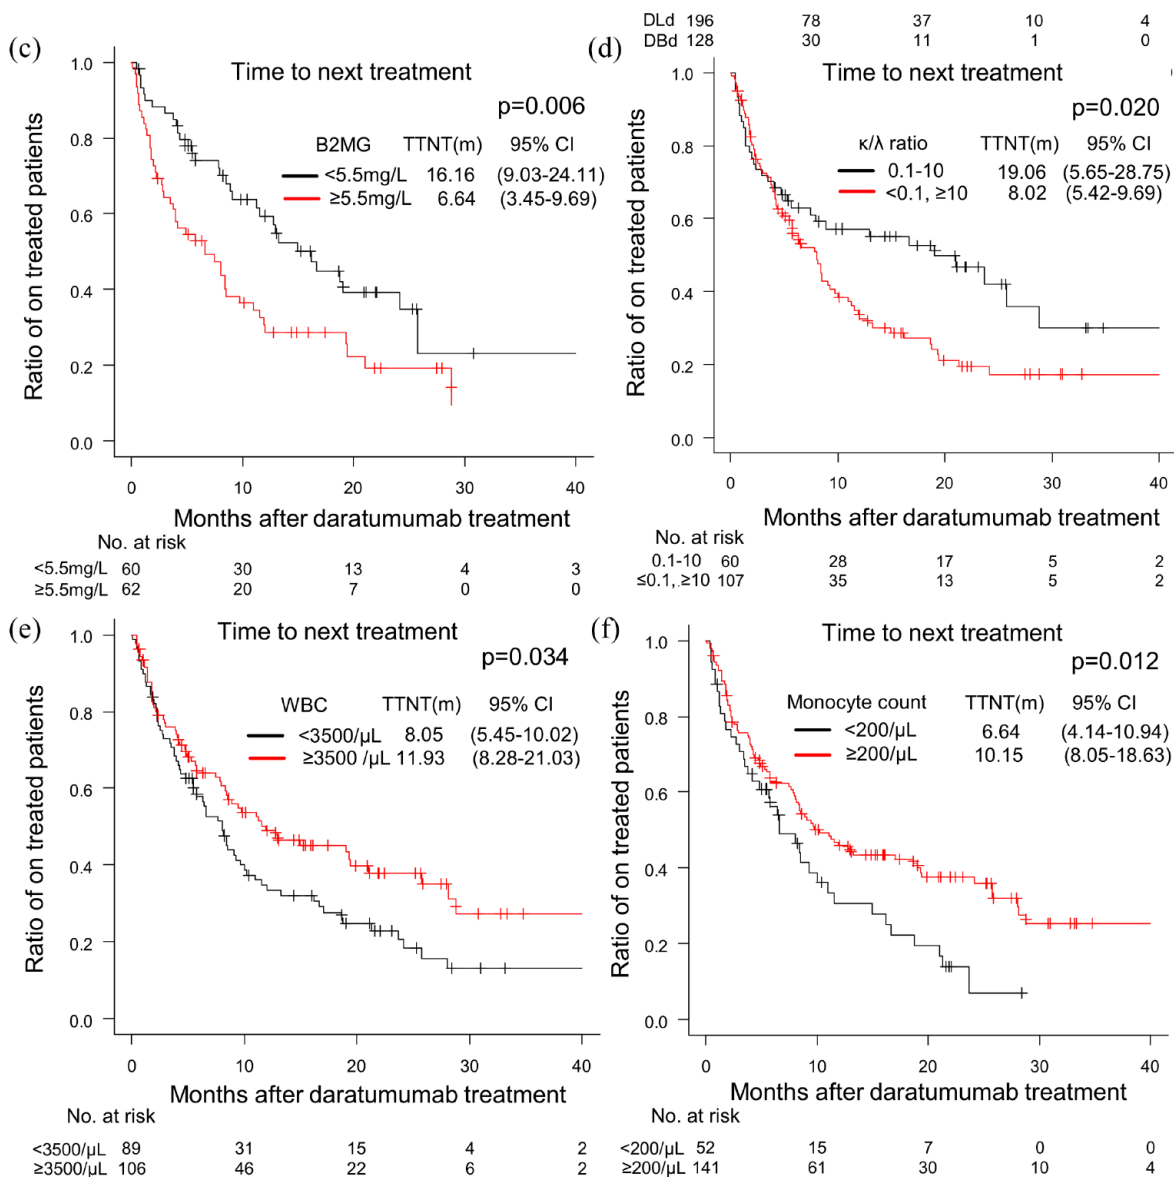 DLd 196 78 37 10 4
DBd 128 30 11 1 0
(c)
Time to next treatment
p=0.006
B2MG TTNT(m) 95% CI
<5.5mg/L 16.16 (9.03-24.11)
≥5.5mg/L 6.64 (3.45-9.69)
Ratio of on treated patients
1.0
0.8
0.6
0.4
0.2
0.0
0 10 20 30 40
Months after daratumumab treatment
No. at risk
<5.5mg/L 60 30 13 4 3
≥5.5mg/L 62 20 7 0 0
(d)
Time to next treatment
p=0.020
κ/λ ratio TTNT(m) 95% CI
0.1-10 19.06 (5.65-28.75)
<0.1, ≥10 8.02 (5.42-9.69)
Ratio of on treated patients
1.0
0.8
0.6
0.4
0.2
0.0
0 10 20 30 40
Months after daratumumab treatment
No. at risk
0.1-10 60 28 17 5 2
≤0.1, ≥10 107 35 13 5 2
(e)
Time to next treatment
p=0.034
WBC TTNT(m) 95% CI
<3500/μL 8.05 (5.45-10.02)
≥3500 /μL 11.93 (8.28-21.03)
Ratio of on treated patients
1.0
0.8
0.6
0.4
0.2
0.0
0 10 20 30 40
Months after daratumumab treatment
No. at risk
<3500/μL 89 31 15 4 2
≥3500/μL 106 46 22 6 2
(f)
Time to next treatment
p=0.012
Monocyte count TTNT(m) 95% CI
<200/μL 6.64 (4.14-10.94)
≥200/μL 10.15 (8.05-18.63)
Ratio of on treated patients
1.0
0.8
0.6
0.4
0.2
0.0
0 10 20 30 40
Months after daratumumab treatment
No. at risk
<200/μL 52 15 7 0 0
≥200/μL 141 61 30 10 4